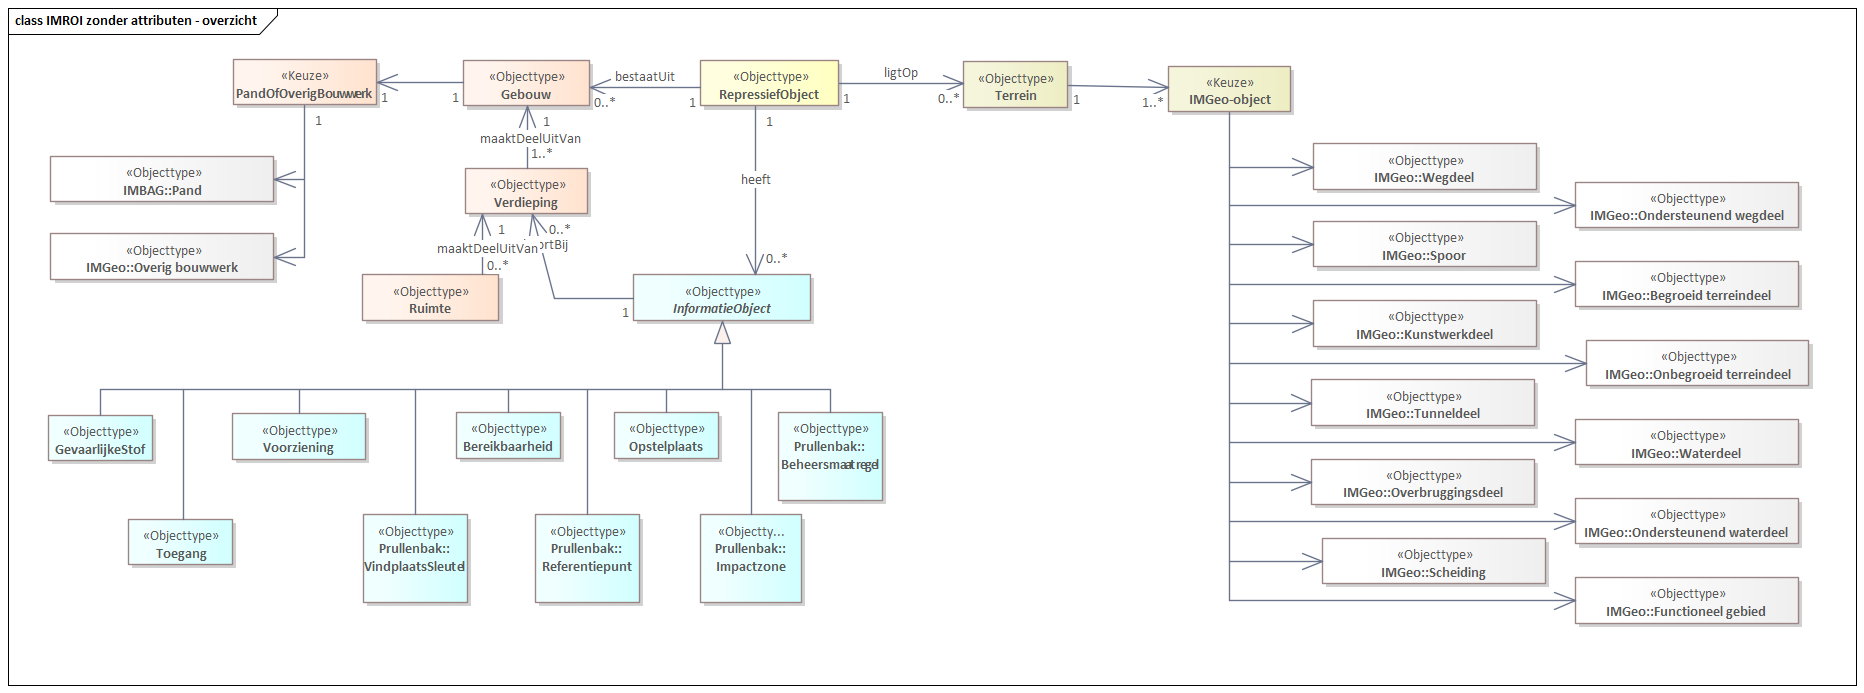 class IMROI zonder attributen - overzicht
«Keuze»
PandOfOverigBouwwerk
1
1
«Objecttype»
Gebouw
bestaatUit
0..*
1
«Objecttype»
RepressiefObject
ligtOp
1
0..*
«Objecttype»
Terrein
1
1..*
«Keuze»
IMGeo-object
1
1
maaktDeelUitVan
1..*
1
heeft
0..*
«Objecttype»
IMBAG::Pand
«Objecttype»
IMGeo::Overig bouwwerk
«Objecttype»
Verdieping
1
0..*
maaktDeelUitVan
ortBij
0..*
«Objecttype»
Ruimte
1
«Objecttype»
InformatieObject
«Objecttype»
GevaarlijkeStof
«Objecttype»
Voorziening
«Objecttype»
Bereikbaarheid
«Objecttype»
Opstelplaats
«Objecttype»
Prullenbak::
Beheersmaatregel
«Objecttype»
Toegang
«Objecttype»
Prullenbak::
VindplaatsSleutel
«Objecttype»
Prullenbak::
Referentiepunt
«Objectty...
Prullenbak::
Impactzone
«Objecttype»
IMGeo::Wegdeel
«Objecttype»
IMGeo::Ondersteunend wegdeel
«Objecttype»
IMGeo::Spoor
«Objecttype»
IMGeo::Begroeid terreindeel
«Objecttype»
IMGeo::Kunstwerkdeel
«Objecttype»
IMGeo::Onbegroeid terreindeel
«Objecttype»
IMGeo::Tunneldeel
«Objecttype»
IMGeo::Waterdeel
«Objecttype»
IMGeo::Overbruggingsdeel
«Objecttype»
IMGeo::Ondersteunend waterdeel
«Objecttype»
IMGeo::Scheiding
«Objecttype»
IMGeo::Functioneel gebied